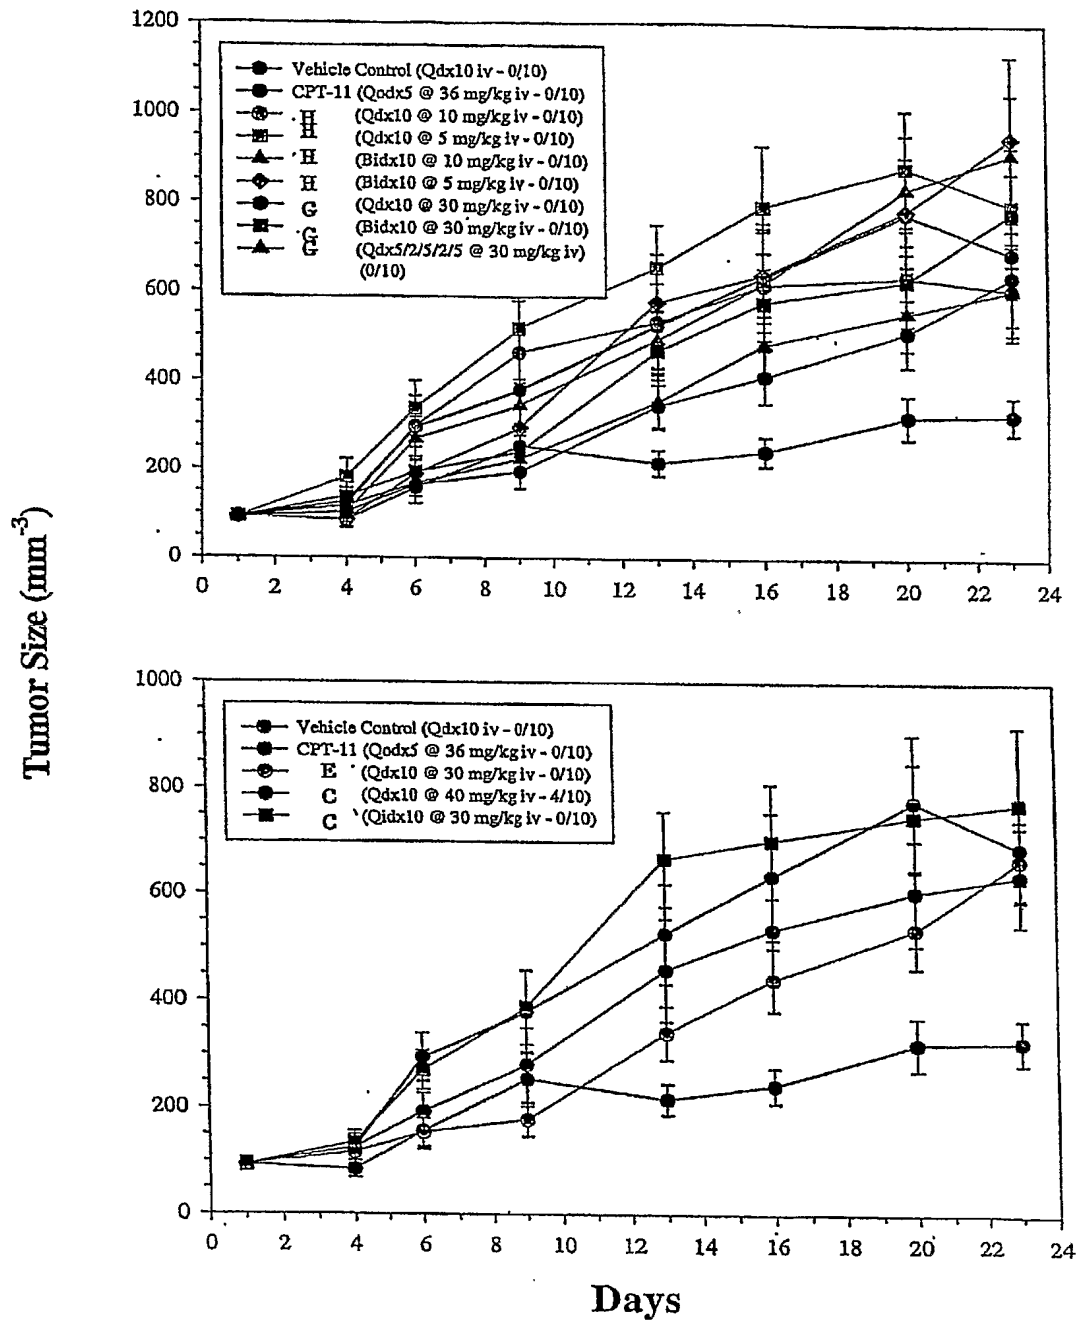 1200
1000
800
600
400
200
0
Vehicle Control (Qdx10 iv - 0/10)
CPT-11 (Qodx5 @ 36 mg/kg iv - 0/10)
H (Qdx10 @ 10 mg/kg iv - 0/10)
H (Qdx10 @ 5 mg/kg iv - 0/10)
H (Bidx10 @ 10 mg/kg iv - 0/10)
H (Bidx10 @ 5 mg/kg iv - 0/10)
G (Qdx10 @ 30 mg/kg iv - 0/10)
G (Bidx10 @ 30 mg/kg iv - 0/10)
G (Qdx5/2/5/2/5 @ 30 mg/kg iv)
(0/10)
0 2 4 6 8 10 12 14 16 18 20 22 24
Tumor Size (mm-3)
1000
800
600
400
200
0
Vehicle Control (Qdx10 iv - 0/10)
CPT-11 (Qodx5 @ 36 mg/kg iv - 0/10)
E (Qdx10 @ 30 mg/kg iv - 0/10)
C (Qdx10 @ 40 mg/kg iv - 4/10)
C (Qidx10 @ 30 mg/kg iv - 0/10)
0 2 4 6 8 10 12 14 16 18 20 22 24
Days